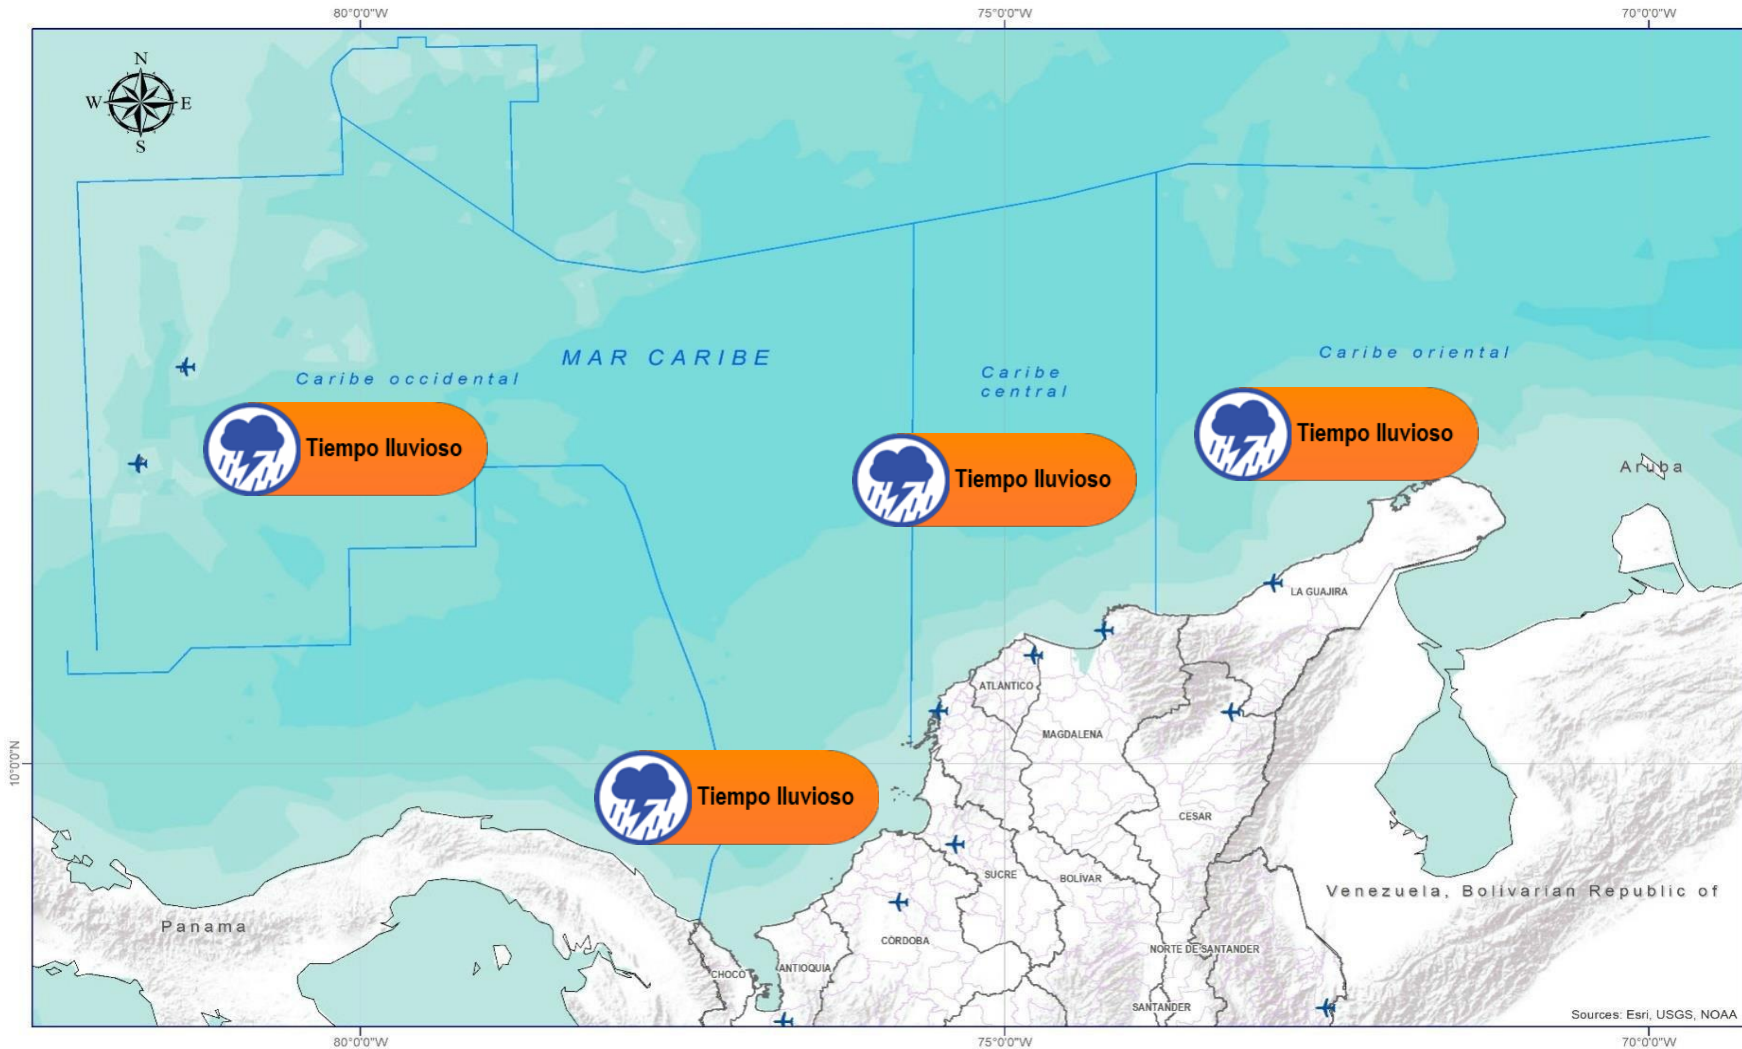 80°0'0"W
75°0'0"W
70°0'0"W
N
W
E
S
MAR CARIBE
Caribe occidental
Caribe
central
Caribe oriental
Tiempo lluvioso
Tiempo lluvioso
Tiempo lluvioso
Aruba
LA GUAJIRA
ATLÁNTICO
MAGDALENA
10°0'0"N
Tiempo lluvioso
CESAR
SUCRE
BOLÍVAR
Venezuela, Bolivarian Republic of
Panama
CÓRDOBA
NORTE DE SANTANDER
CHOCO
ANTIOQUIA
SANTANDER
Sources: Esri, USGS, NOAA
80°0'0"W
75°0'0"W
70°0'0"W